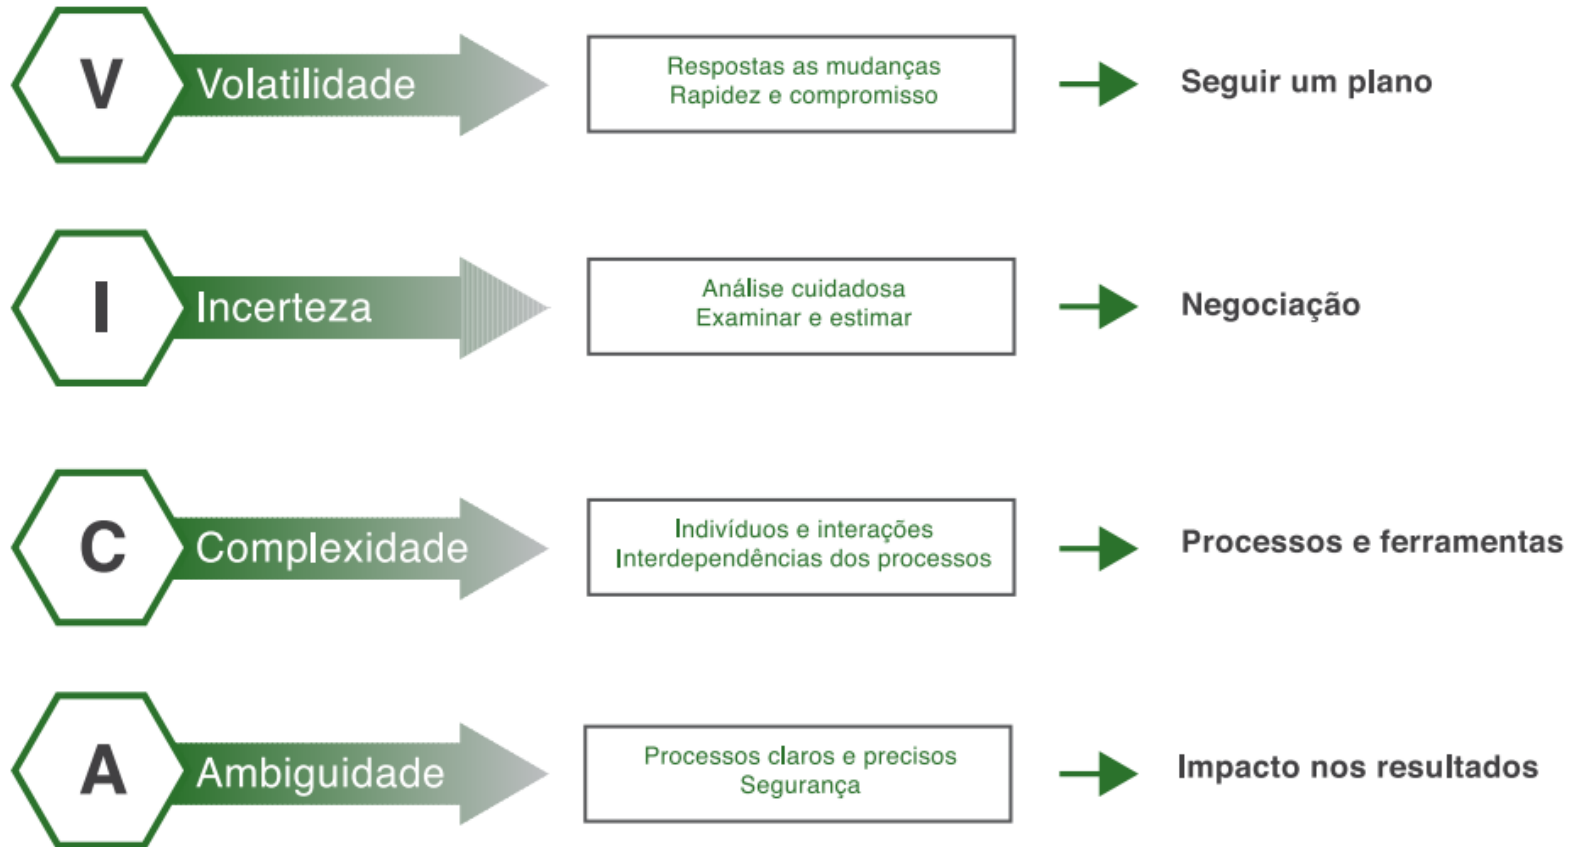 V
Volatilidade
Respostas as mudanças
Rapidez e compromisso
Seguir um plano
I
Incerteza
Análise cuidadosa
Examinar e estimar
Negociação
C
Complexidade
Indivíduos e interações
Interdependências dos processos
Processos e ferramentas
A
Ambiguidade
Processos claros e precisos
Segurança
Impacto nos resultados